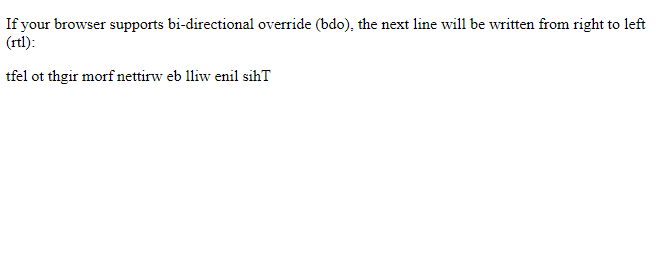 If your browser supports bi-directional override (bdo), the next line will be written from right to left
(rtl):
tfel ot thgir morf nettirw eb lliw enil sihT